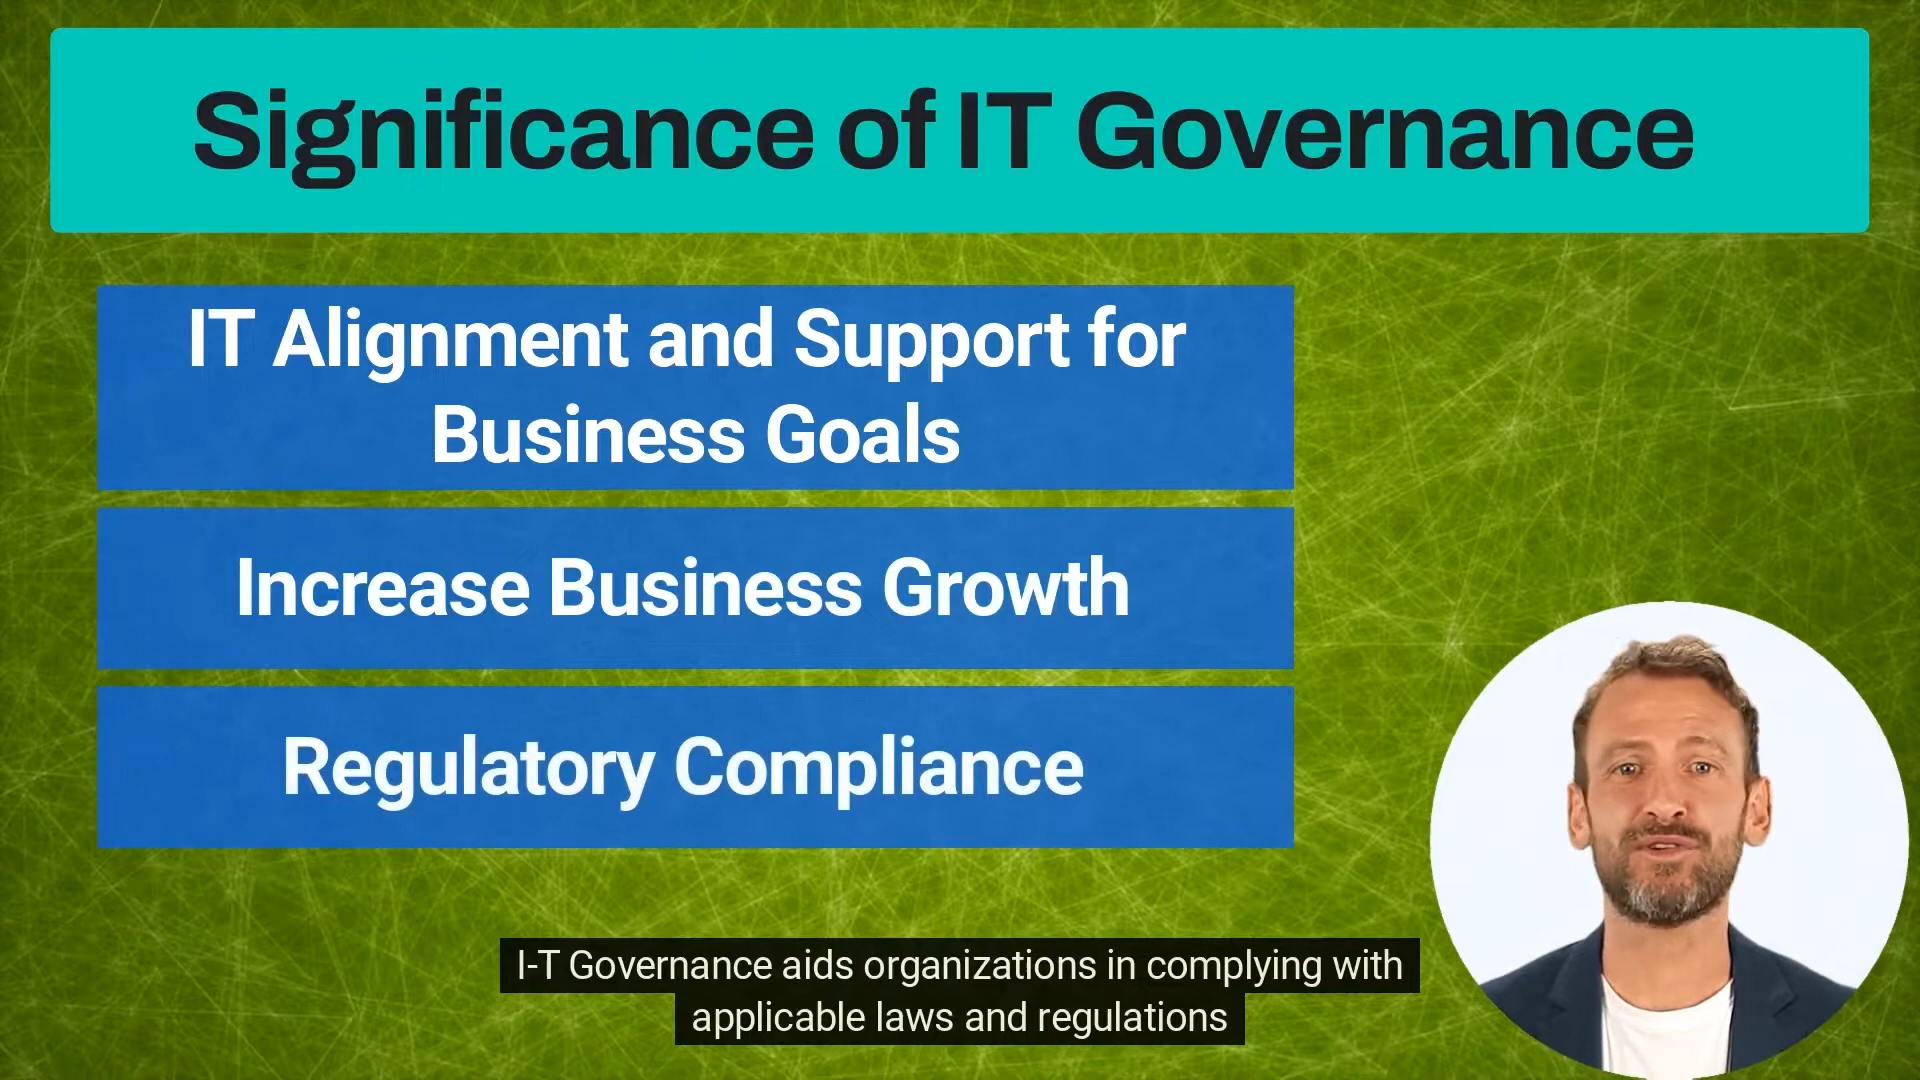 Significance of IT Governance
IT Alignment and Support for
Business Goals
Increase Business Growth
Regulatory Compliance
I-T Governance aids organizations in complying with
applicable laws and regulations